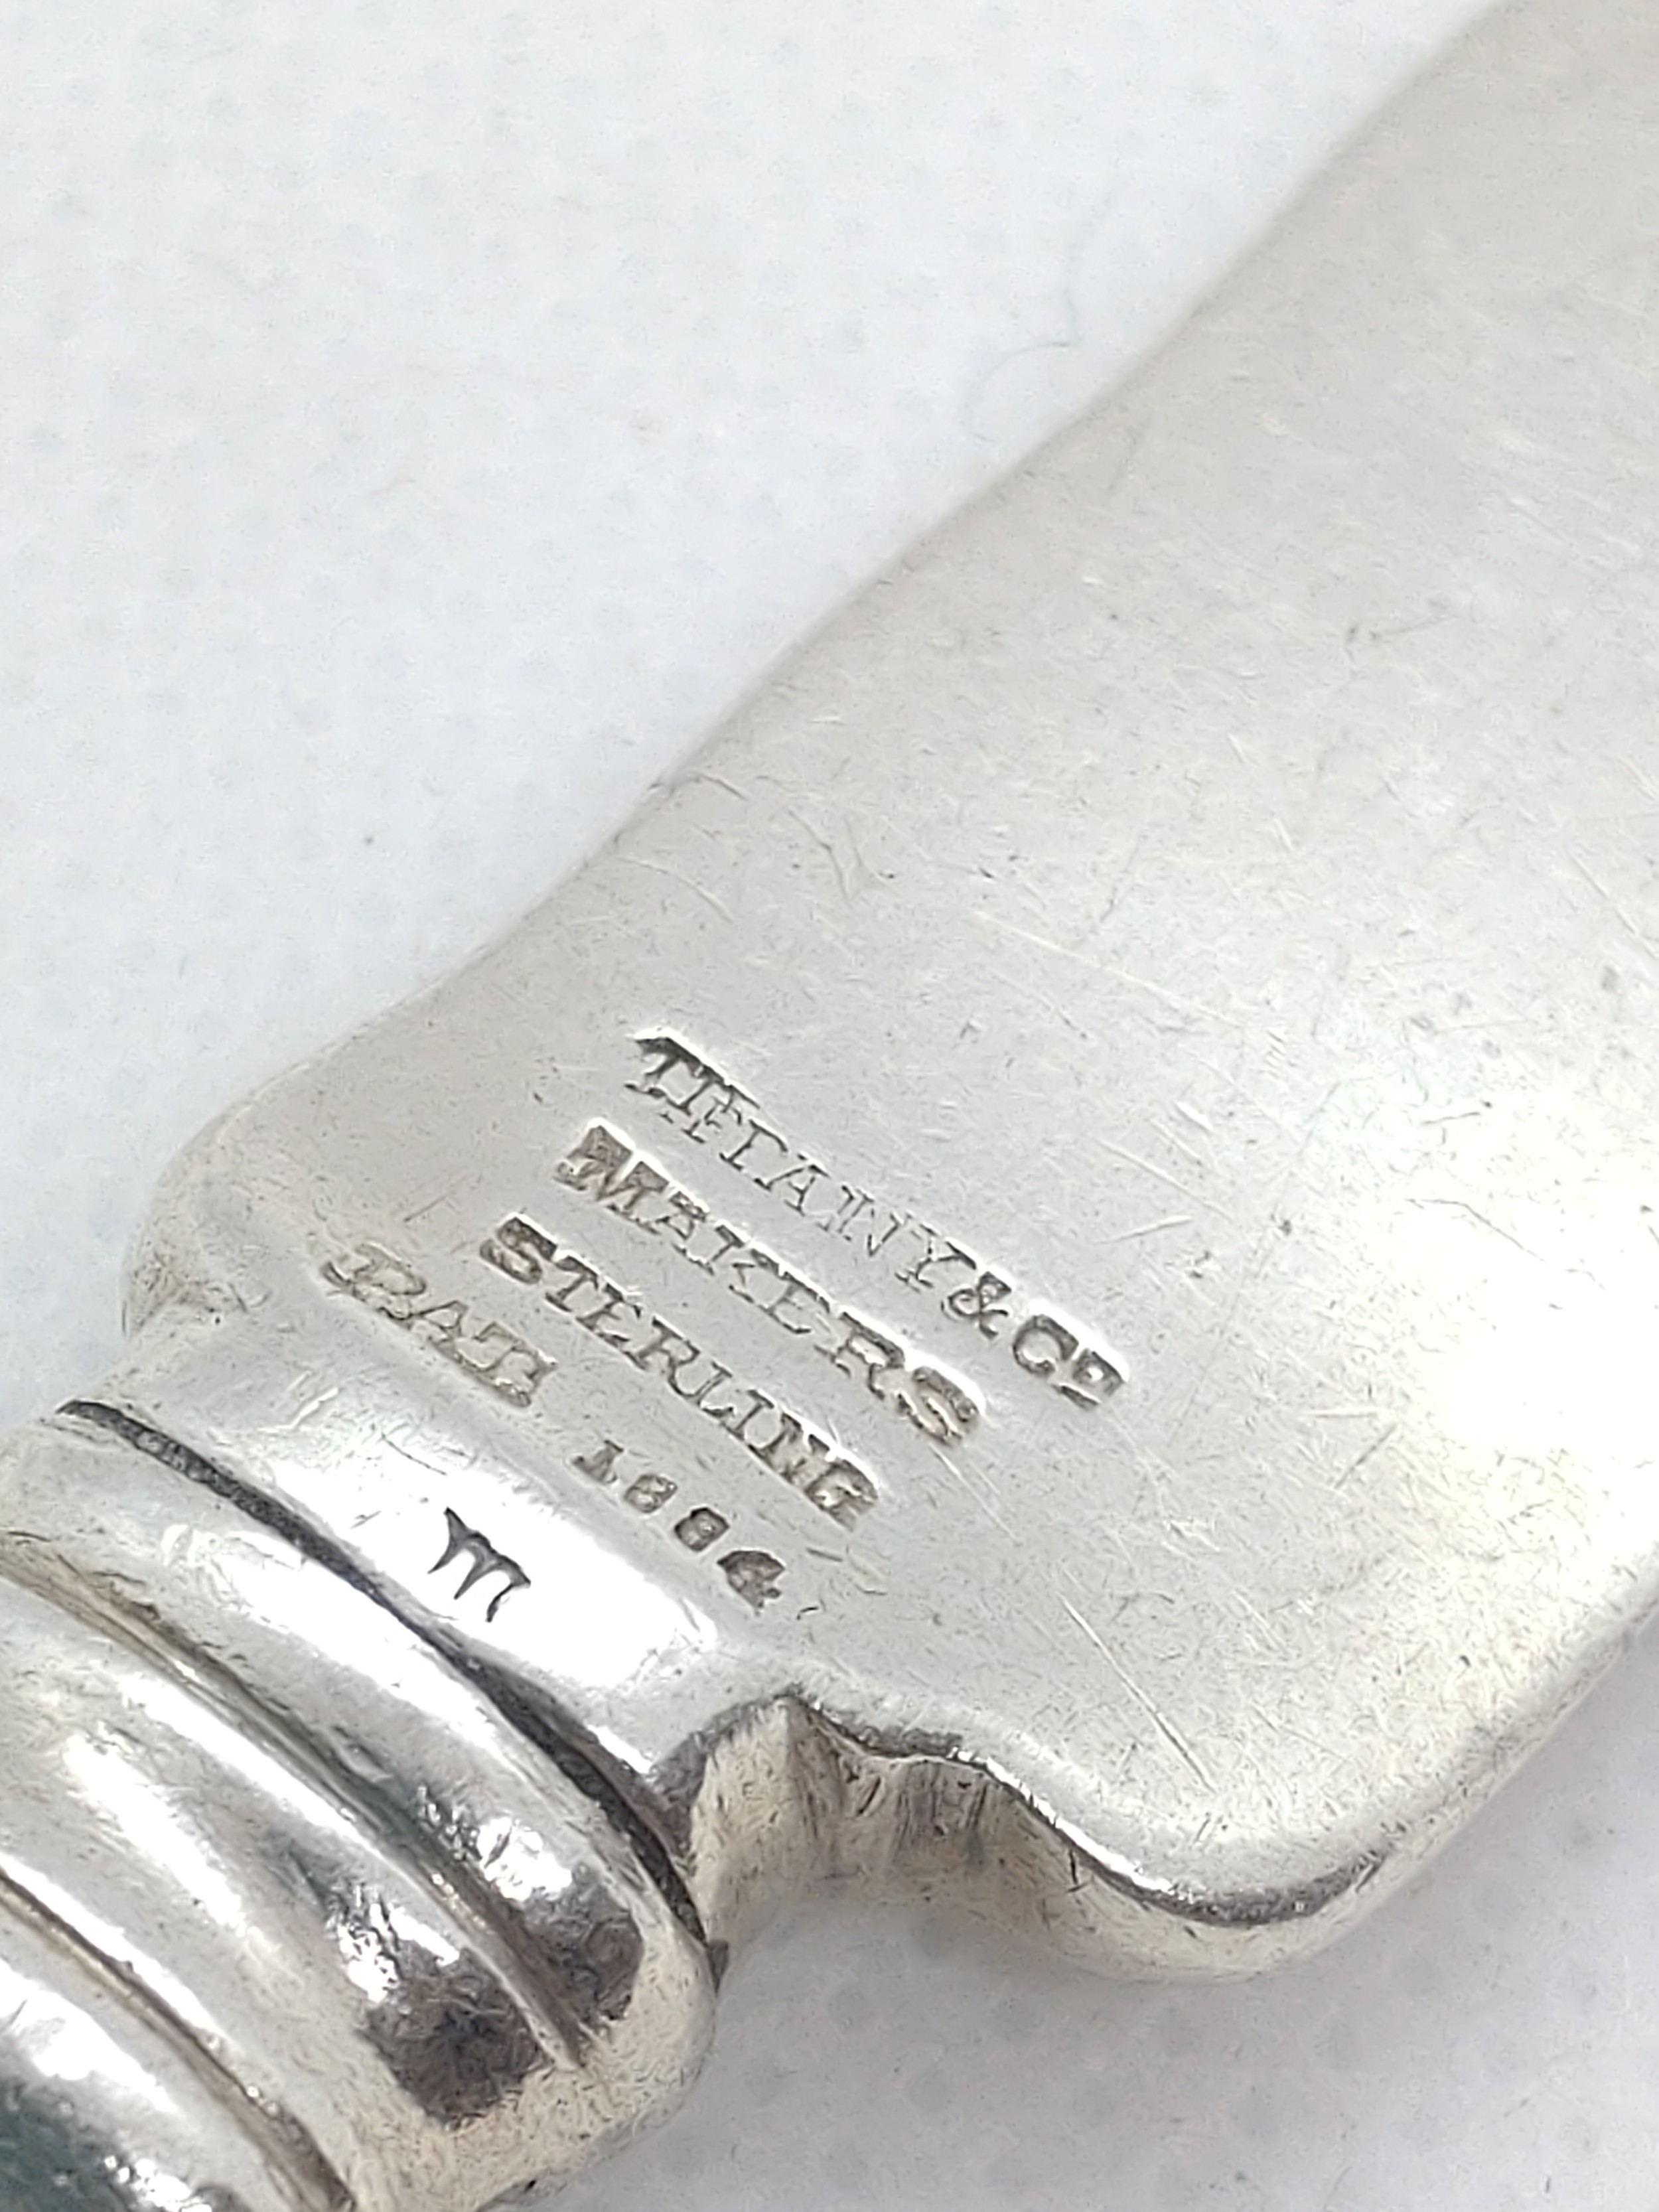 TIFFANY & Co
MAKERS
STERLING
PAT. 1884
m